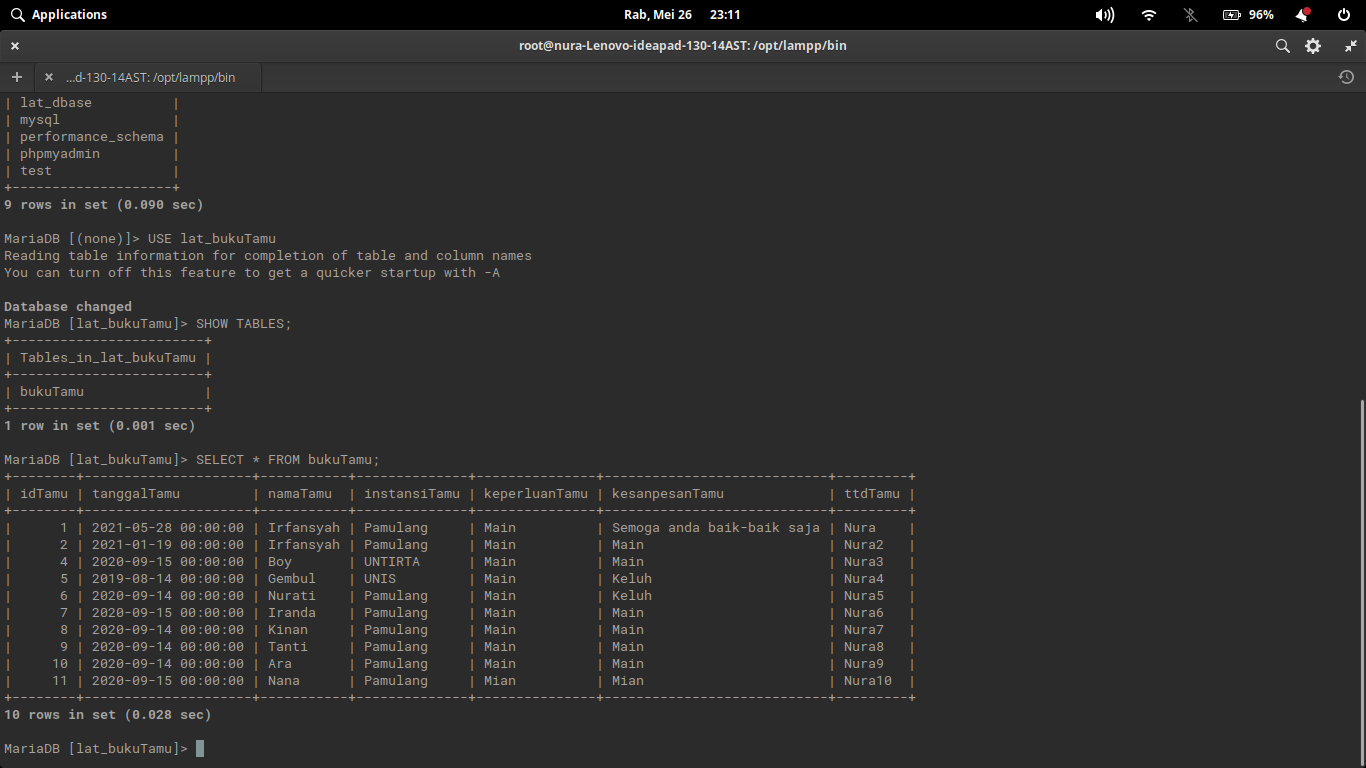 Applications Rab, Mei 26 23:11 96%
root@nura-Lenovo-ideapad-130-14AST: /opt/lampp/bin
...d-130-14AST: /opt/lampp/bin
| lat_dbase          |
| mysql              |
| performance_schema |
| phpmyadmin         |
| test               |
+--------------------+
9 rows in set (0.090 sec)
MariaDB [(none)]> USE lat_bukuTamu
Reading table information for completion of table and column names
You can turn off this feature to get a quicker startup with -A
Database changed
MariaDB [lat_bukuTamu]> SHOW TABLES;
+------------------------+
| Tables_in_lat_bukuTamu |
+------------------------+
| bukuTamu               |
+------------------------+
1 row in set (0.001 sec)
MariaDB [lat_bukuTamu]> SELECT * FROM bukuTamu;
+--------+---------------------+-----------+--------------+---------------+----------------------------+---------+
| idTamu | tanggalTamu         | namaTamu  | instansiTamu | keperluanTamu | kesanpesanTamu             | ttdTamu |
+--------+---------------------+-----------+--------------+---------------+----------------------------+---------+
|      1 | 2021-05-28 00:00:00 | Irfansyah | Pamulang     | Main          | Semoga anda baik-baik saja | Nura    |
|      2 | 2021-01-19 00:00:00 | Irfansyah | Pamulang     | Main          | Main                       | Nura2   |
|      4 | 2020-09-15 00:00:00 | Boy       | UNTIRTA      | Main          | Main                       | Nura3   |
|      5 | 2019-08-14 00:00:00 | Gembul    | UNIS         | Main          | Keluh                      | Nura4   |
|      6 | 2020-09-14 00:00:00 | Nurati    | Pamulang     | Main          | Keluh                      | Nura5   |
|      7 | 2020-09-15 00:00:00 | Iranda    | Pamulang     | Main          | Main                       | Nura6   |
|      8 | 2020-09-14 00:00:00 | Kinan     | Pamulang     | Main          | Main                       | Nura7   |
|      9 | 2020-09-14 00:00:00 | Tanti     | Pamulang     | Main          | Main                       | Nura8   |
|     10 | 2020-09-14 00:00:00 | Ara       | Pamulang     | Main          | Main                       | Nura9   |
|     11 | 2020-09-15 00:00:00 | Nana      | Pamulang     | Mian          | Mian                       | Nura10  |
+--------+---------------------+-----------+--------------+---------------+----------------------------+---------+
10 rows in set (0.028 sec)
MariaDB [lat_bukuTamu]>